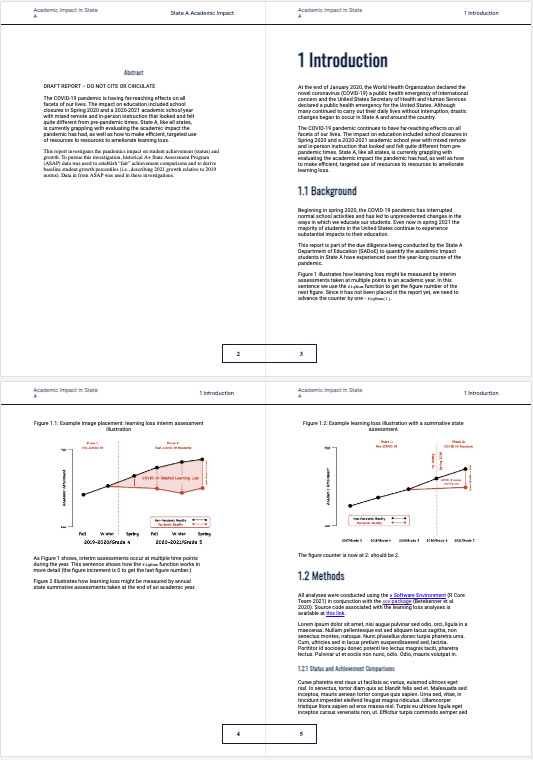 Academic Impact in State
A
State A Academic Impact
Abstract
DRAFT REPORT – DO NOT CITE OR CIRCULATE
The COVID-19 pandemic is having far-reaching effects on all
facets of our lives. The impact on education included school
closures in Spring 2020 and a 2020-2021 academic school year
with mixed remote and in-person instruction that looked and felt
quite different from pre-pandemic times. State A, like all states,
is currently grappling with evaluating the academic impact the
pandemic has had, as well as how to make efficient, targeted use
of resources to resources to ameliorate learning loss.
This report investigates the pandemics impact on student achievement (status) and
growth. To pursue this investigation, historical A+ State Assessment Program
(ASAP) data was used to establish "fair" achievement comparisons and to derive
baseline student growth percentiles (i.e., describing 2021 growth relative to 2019
norms). Data in from ASAP was used in these investigations.
2
Academic Impact in State
A
1 Introduction
1 Introduction
At the end of January 2020, the World Health Organization declared the
novel coronavirus (COVID-19) a public health emergency of international
concern and the United States Secretary of Health and Human Services
declared a public health emergency for the United States. Although
many continued to carry out their daily lives without interruption, drastic
changes began to occur in State A and around the country.
The COVID-19 pandemic continues to have far-reaching effects on all
facets of our lives. The impact on education included school closures in
Spring 2020 and a 2020-2021 academic school year with mixed remote
and in-person instruction that looked and felt quite different from pre-
pandemic times. State A, like all states, is currently grappling with
evaluating the academic impact the pandemic has had, as well as how
to make efficient, targeted use of resources to resources to ameliorate
learning loss.
1.1 Background
Beginning in spring 2020, the COVID-19 pandemic has interrupted
normal school activities and has led to unprecedented changes in the
ways in which we educate our students. Even now in spring 2021 the
majority of students in the United States continue to experience
substantial impacts to their education.
This report is part of the due diligence being conducted by the State A
Department of Education (SADoE) to quantify the academic impact
students in State A have experienced over the year-long course of the
pandemic.
Figure 1 illustrates how learning loss might be measured by interim
assessments taken at multiple points in an academic year. In this
sentence we use the figNum function to get the figure number of the
next figure. Since it has not been placed in the report yet, we need to
advance the counter by one - figNum(1).
3
Academic Impact in State
A
1 Introduction
Figure 1.1: Example image placement: learning loss interim assessment
illustration
Phase 1:
Pre-COVID 19
Phase 2:
High
Academic Attainment
Low
COVID 19 Related Learning Loss
Non-Pandemic Reality
Pandemic Reality
Fall Winter Spring Fall Winter Spring
2019-2020/Grade 4 2020-2021/Grade 5
As Figure 1 shows, interim assessments occur at multiple time points
during the year. This sentence shows how the figNum function works in
more detail (the figure increment is 0 to get the last figure number.)
Figure 2 illustrates how learning loss might be measured by annual
state summative assessments taken at the end of an academic year.
4
Academic Impact in State
A
1 Introduction
Figure 1.2: Example learning loss illustration with a summative state
assessment
Phase 1:
Pre-COVID 19
Phase 2:
High
Academic Attainment
Low
Spring 2020
Non-Pandemic Reality
Pandemic Reality
The figure counter is now at 2: should be 2.
1.2 Methods
All analyses were conducted using the R Software Environment (R Core
Team 2021) in conjunction with the SGP package (Betebenner et al.
2020). Source code associated with the learning loss analyses is
available at this link.
Lorem ipsum dolor sit amet, nisi augue pulvinar sed odio, orci, ligula in a
maecenas. Nullam pellentesque est sed aliquam lacus sagittis, non
senectus montes, natoque. Nunc phasellus donec turpis pharetra urna.
Cum, ultricies sed in lacus pretium suspendisseed sed, lacinia.
Porttitor id sociosqu donec potenti leo lectus magnis taciti, pharetra
lectus. Pulvinar ut et sociis non nunc, odio. Odio, mauris volutpat in.
1.2.1 Status and Achievement Comparisons
Curae pharetra erat risus ut facilisis ac varius, euismod ultrices eget
nisl. In senectus, tortor diam quis ac blandit felis sed et. Malesuada sed
inceptos, mauris aenean tortor congue quis sapien. Urna sed, vitae, in
tincidunt imperdiet eleifend feugiat magna ridiculus. Ullamcorper
tristique litora sapien ad eros massa nisl. Turpis eu ultrices ligula eget
inceptos cursus venenatis non, ut. Efficitur turpis commodo semper sed
5